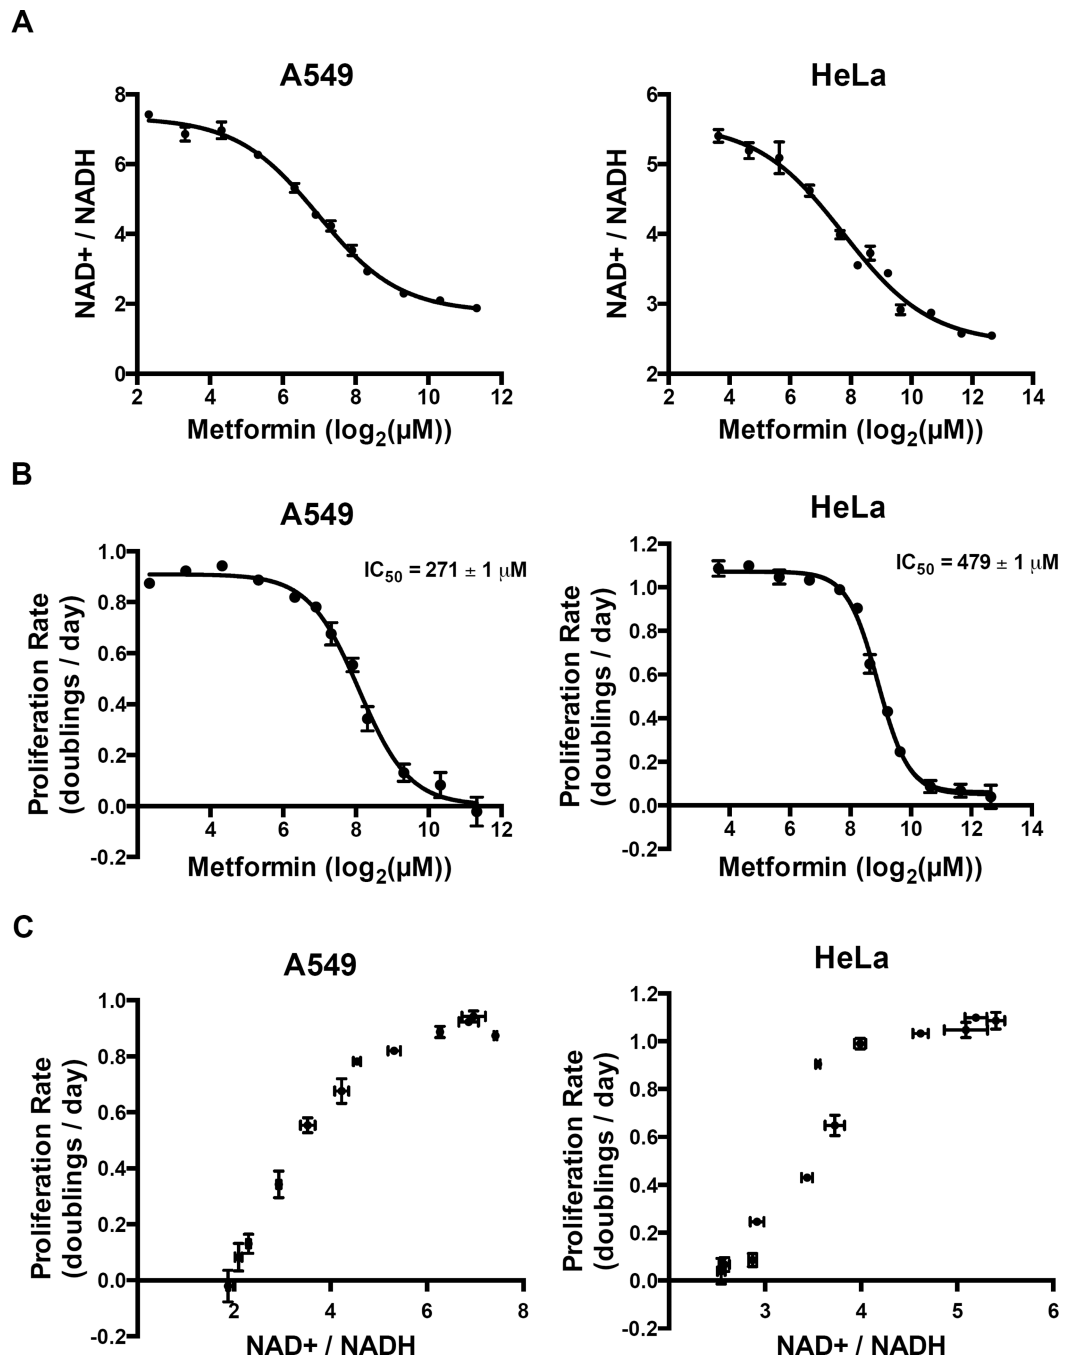 A
A549
HeLa
8
6
4
2
0
NAD+ / NADH
2 4 6 8 10 12
Metformin (log2(µM))
6
5
4
3
2
NAD+ / NADH
2 4 6 8 10 12 14
Metformin (log2(µM))
B
A549
HeLa
IC50 = 271 ± 1 µM
1.0
0.8
0.6
0.4
0.2
0.0
-0.2
Proliferation Rate
(doublings / day)
4 6 8 10 12
Metformin (log2(µM))
IC50 = 479 ± 1 µM
1.2
1.0
0.8
0.6
0.4
0.2
0.0
-0.2
Proliferation Rate
(doublings / day)
4 6 8 10 12 14
Metformin (log2(µM))
C
A549
HeLa
1.0
0.8
0.6
0.4
0.2
0.0
-0.2
Proliferation Rate
(doublings / day)
2 4 6 8
NAD+ / NADH
1.2
1.0
0.8
0.6
0.4
0.2
0.0
-0.2
Proliferation Rate
(doublings / day)
3 4 5 6
NAD+ / NADH